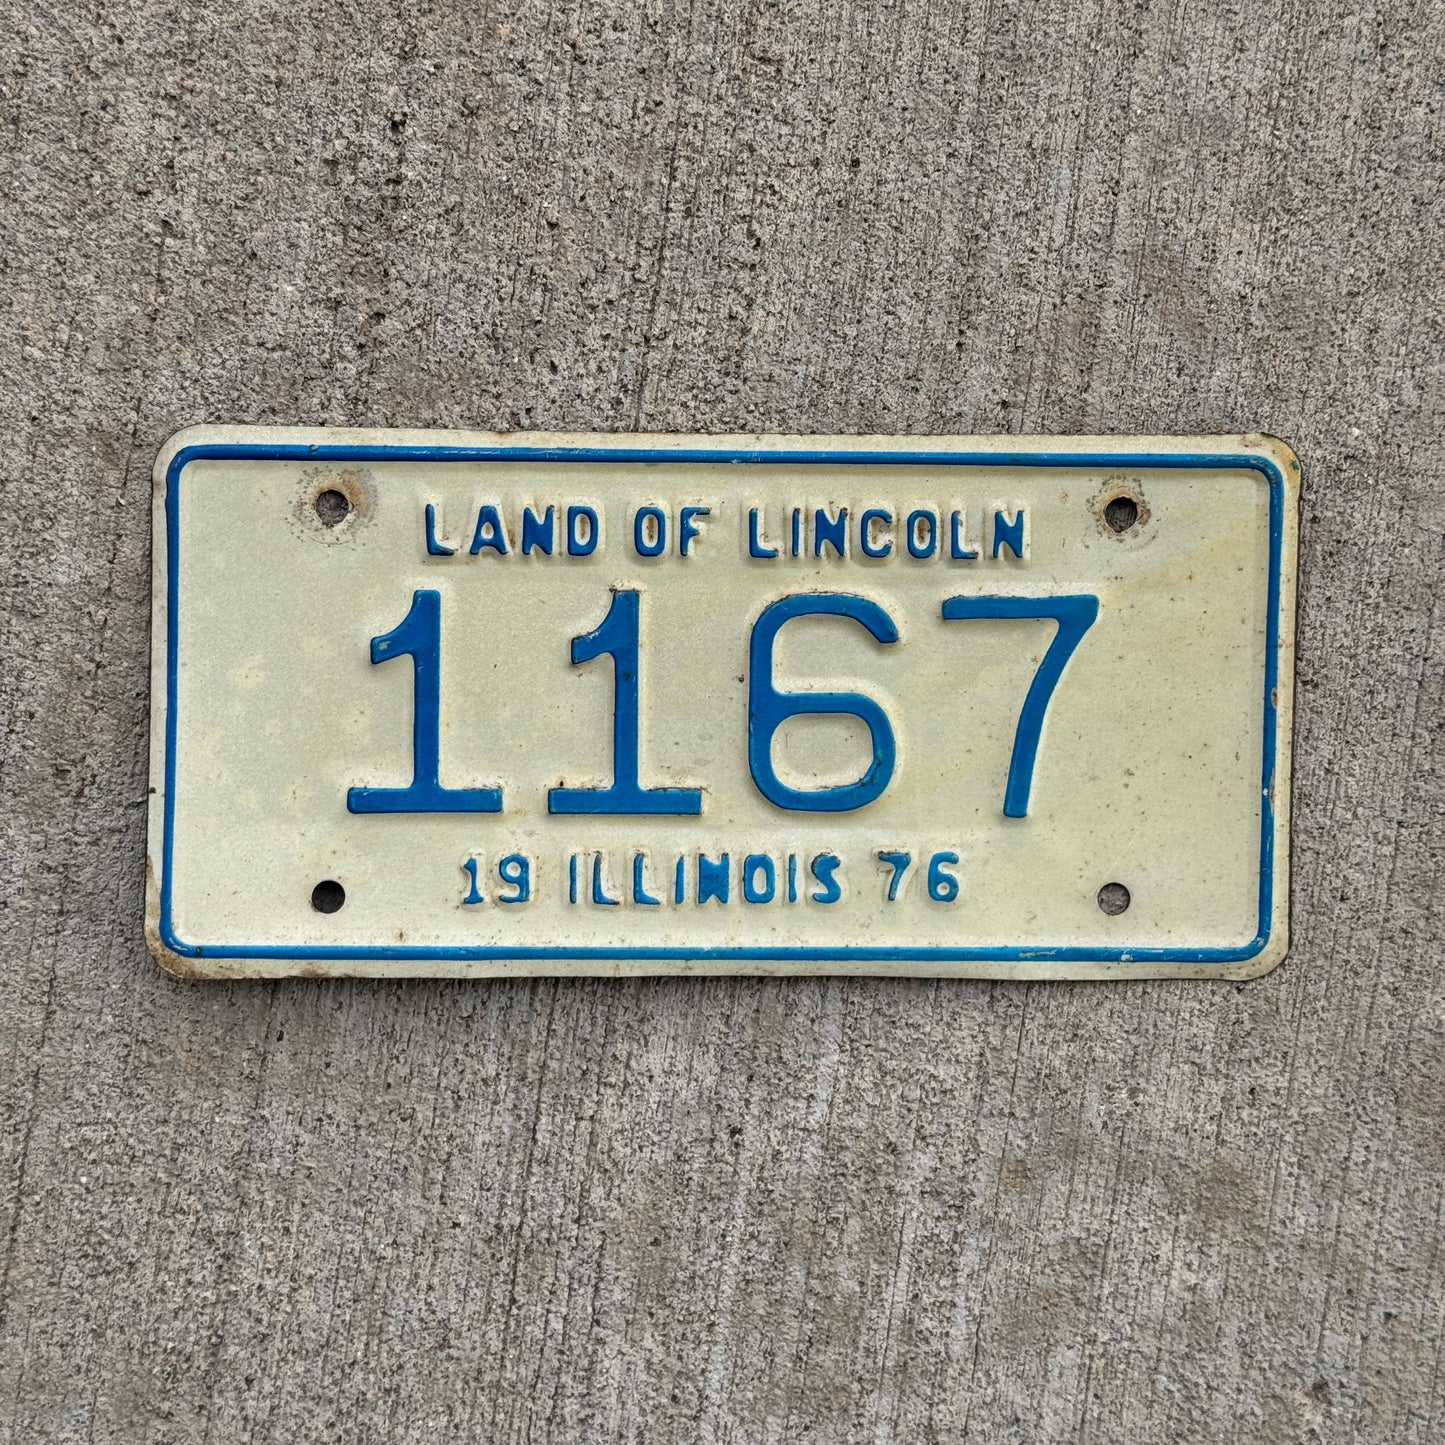 LAND OF LINCOLN
1167
19 ILLINOIS 76